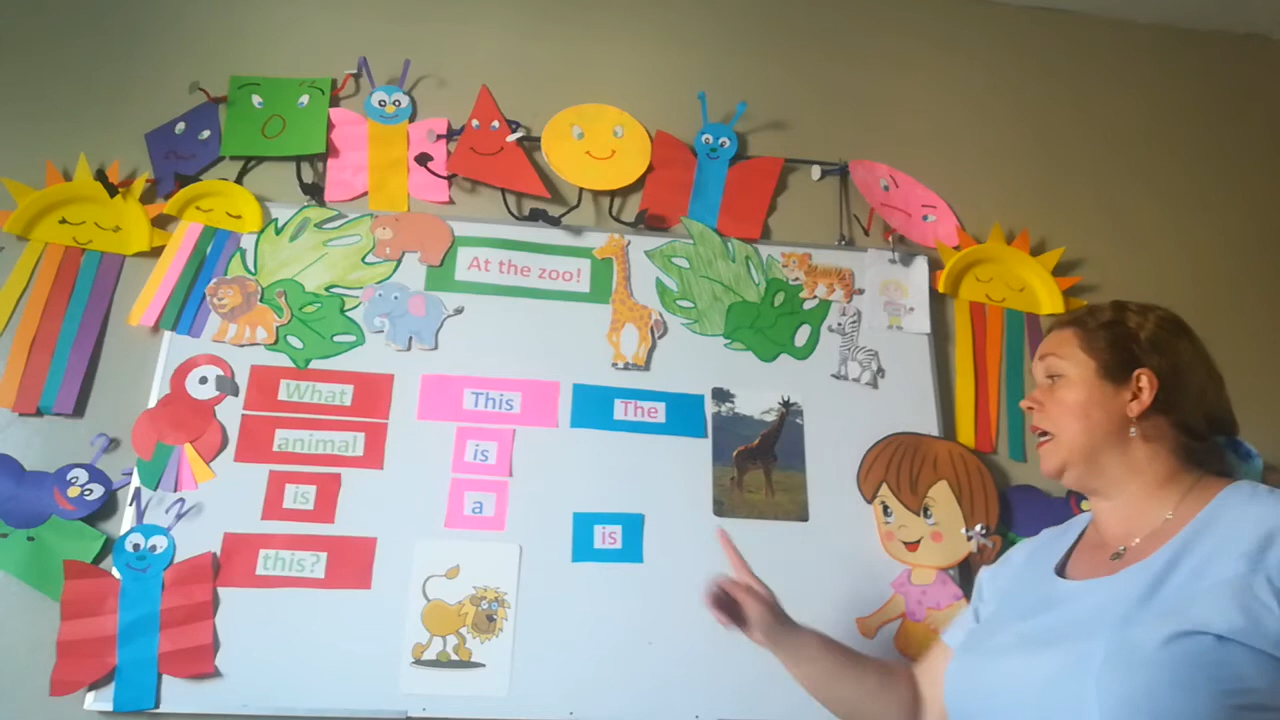 At the zoo!
What
animal
is
this?
This
is
a
The
is